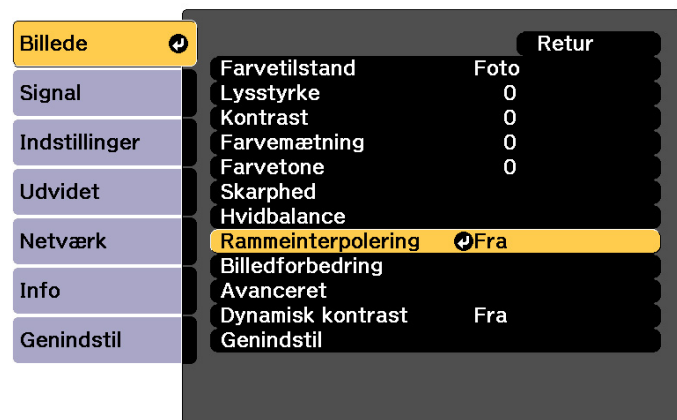 Billede
Signal
Indstillinger
Udvidet
Netværk
Info
Genindstil
Retur
Farvetilstand Foto
Lysstyrke 0
Kontrast 0
Farvemætning 0
Farvetone 0
Skarphed
Hvidbalance
Rammeinterpolering Fra
Billedforbedring
Avanceret
Dynamisk kontrast Fra
Genindstil